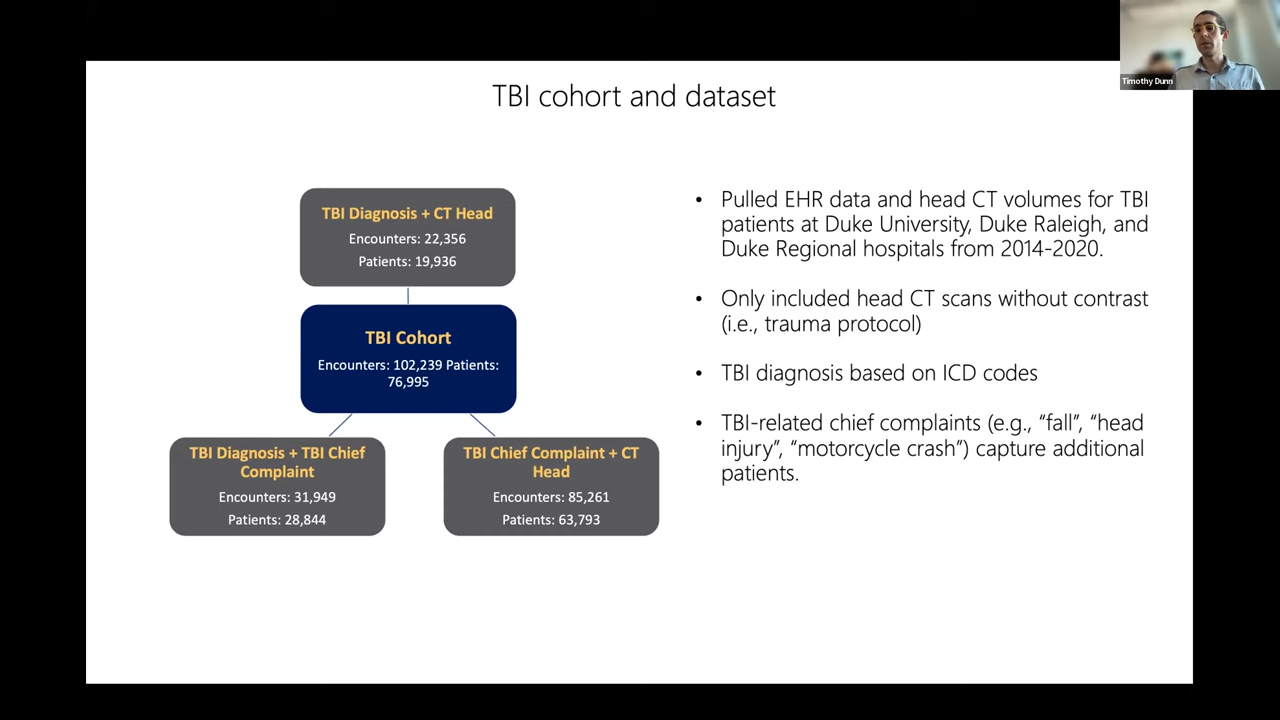 Timothy Dunn
TBI cohort and dataset
TBI Diagnosis + CT Head
Encounters: 22,356
Patients: 19,936
TBI Cohort
Encounters: 102,239 Patients:
76,995
TBI Diagnosis + TBI Chief
Complaint
Encounters: 31,949
Patients: 28,844
TBI Chief Complaint + CT
Head
Encounters: 85,261
Patients: 63,793
• Pulled EHR data and head CT volumes for TBI
patients at Duke University, Duke Raleigh, and
Duke Regional hospitals from 2014-2020.
• Only included head CT scans without contrast
(i.e., trauma protocol)
• TBI diagnosis based on ICD codes
• TBI-related chief complaints (e.g., “fall”, “head
injury”, “motorcycle crash”) capture additional
patients.